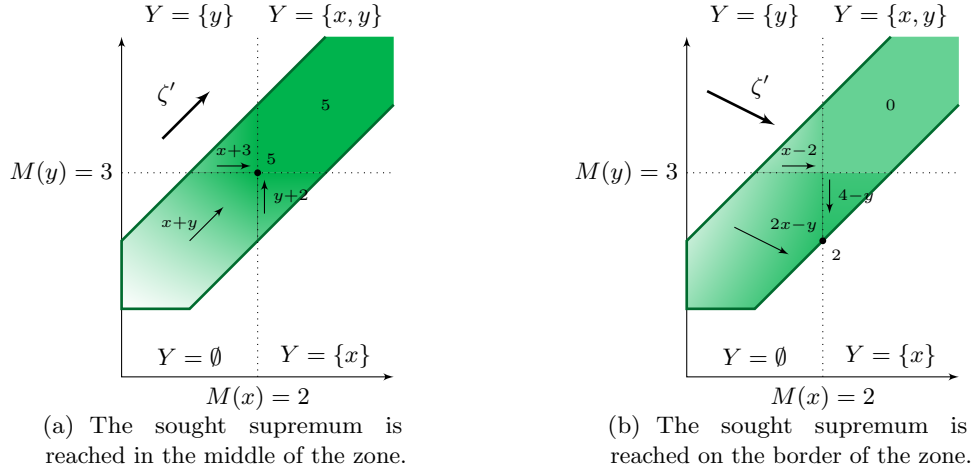 Y = {y} Y = {x, y}
ζ′
5
x+3
5
M(y) = 3
y+2
x+y
Y = ∅ Y = {x}
M(x) = 2
(a) The sought supremum is
reached in the middle of the zone.
Y = {y} Y = {x, y}
ζ′
0
x−2
M(y) = 3
4−y
2x−y
2
Y = ∅ Y = {x}
M(x) = 2
(b) The sought supremum is
reached on the border of the zone.